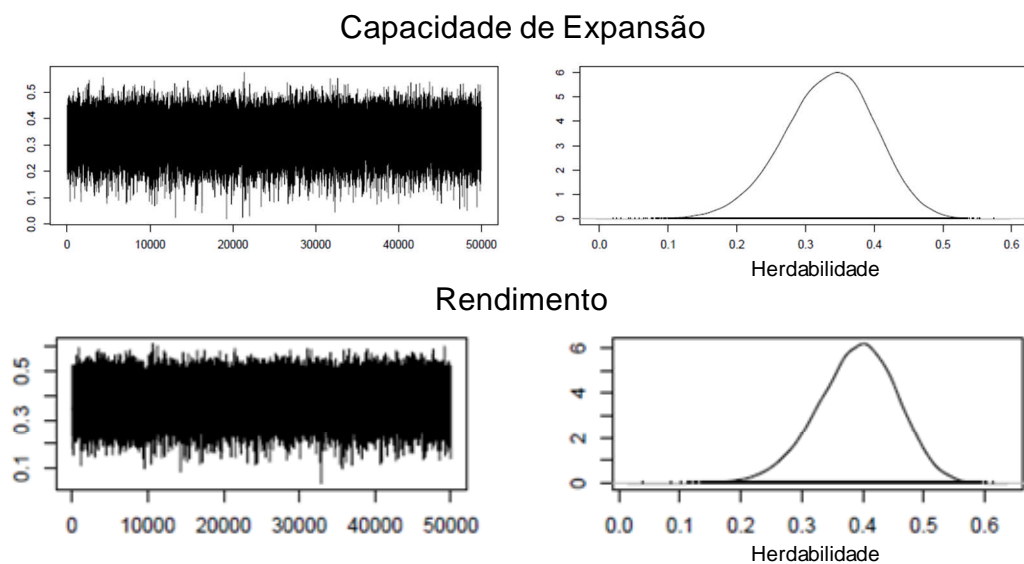 Capacidade de Expansão
0.0 0.1 0.2 0.3 0.4 0.5
0 10000 20000 30000 40000 50000
0 1 2 3 4 5 6
0.0 0.1 0.2 0.3 0.4 0.5 0.6
Herdabilidade
Rendimento
0.1 0.3 0.5
0 10000 20000 30000 40000 50000
0 2 4 6
0.0 0.1 0.2 0.3 0.4 0.5 0.6
Herdabilidade